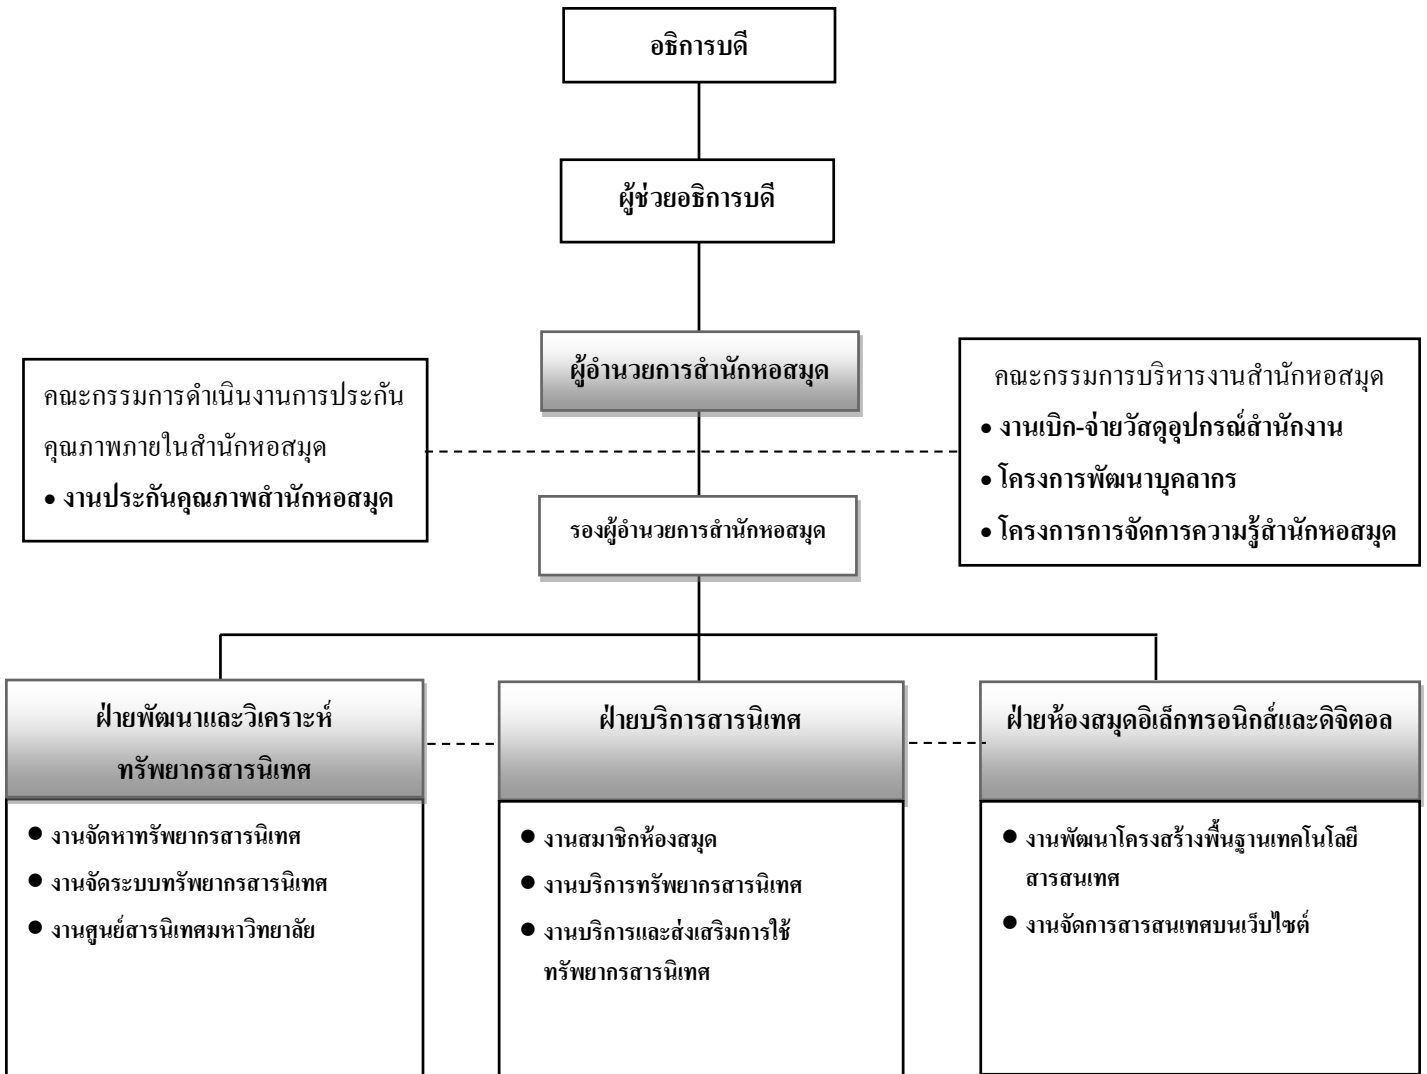 อธิการบดี
ผู้ช่วยอธิการบดี
ผู้อำนวยการสำนักหอสมุด
คณะกรรมการดำเนินงานการประกัน
คุณภาพภายในสำนักหอสมุด
• งานประกันคุณภาพสำนักหอสมุด
คณะกรรมการบริหารงานสำนักหอสมุด
• งานเบิก-จ่ายวัสดุอุปกรณ์สำนักงาน
• โครงการพัฒนาบุคลากร
• โครงการการจัดการความรู้สำนักหอสมุด
รองผู้อำนวยการสำนักหอสมุด
ฝ่ายพัฒนาและวิเคราะห์
ทรัพยากรสารนิเทศ
● งานจัดหาทรัพยากรสารนิเทศ
● งานจัดระบบทรัพยากรสารนิเทศ
● งานศูนย์สารนิเทศมหาวิทยาลัย
ฝ่ายบริการสารนิเทศ
● งานสมาชิกห้องสมุด
● งานบริการทรัพยากรสารนิเทศ
● งานบริการและส่งเสริมการใช้
ทรัพยากรสารนิเทศ
ฝ่ายห้องสมุดอิเล็กทรอนิกส์และดิจิตอล
● งานพัฒนาโครงสร้างพื้นฐานเทคโนโลยี
สารสนเทศ
● งานจัดการสารสนเทศบนเว็บไซต์